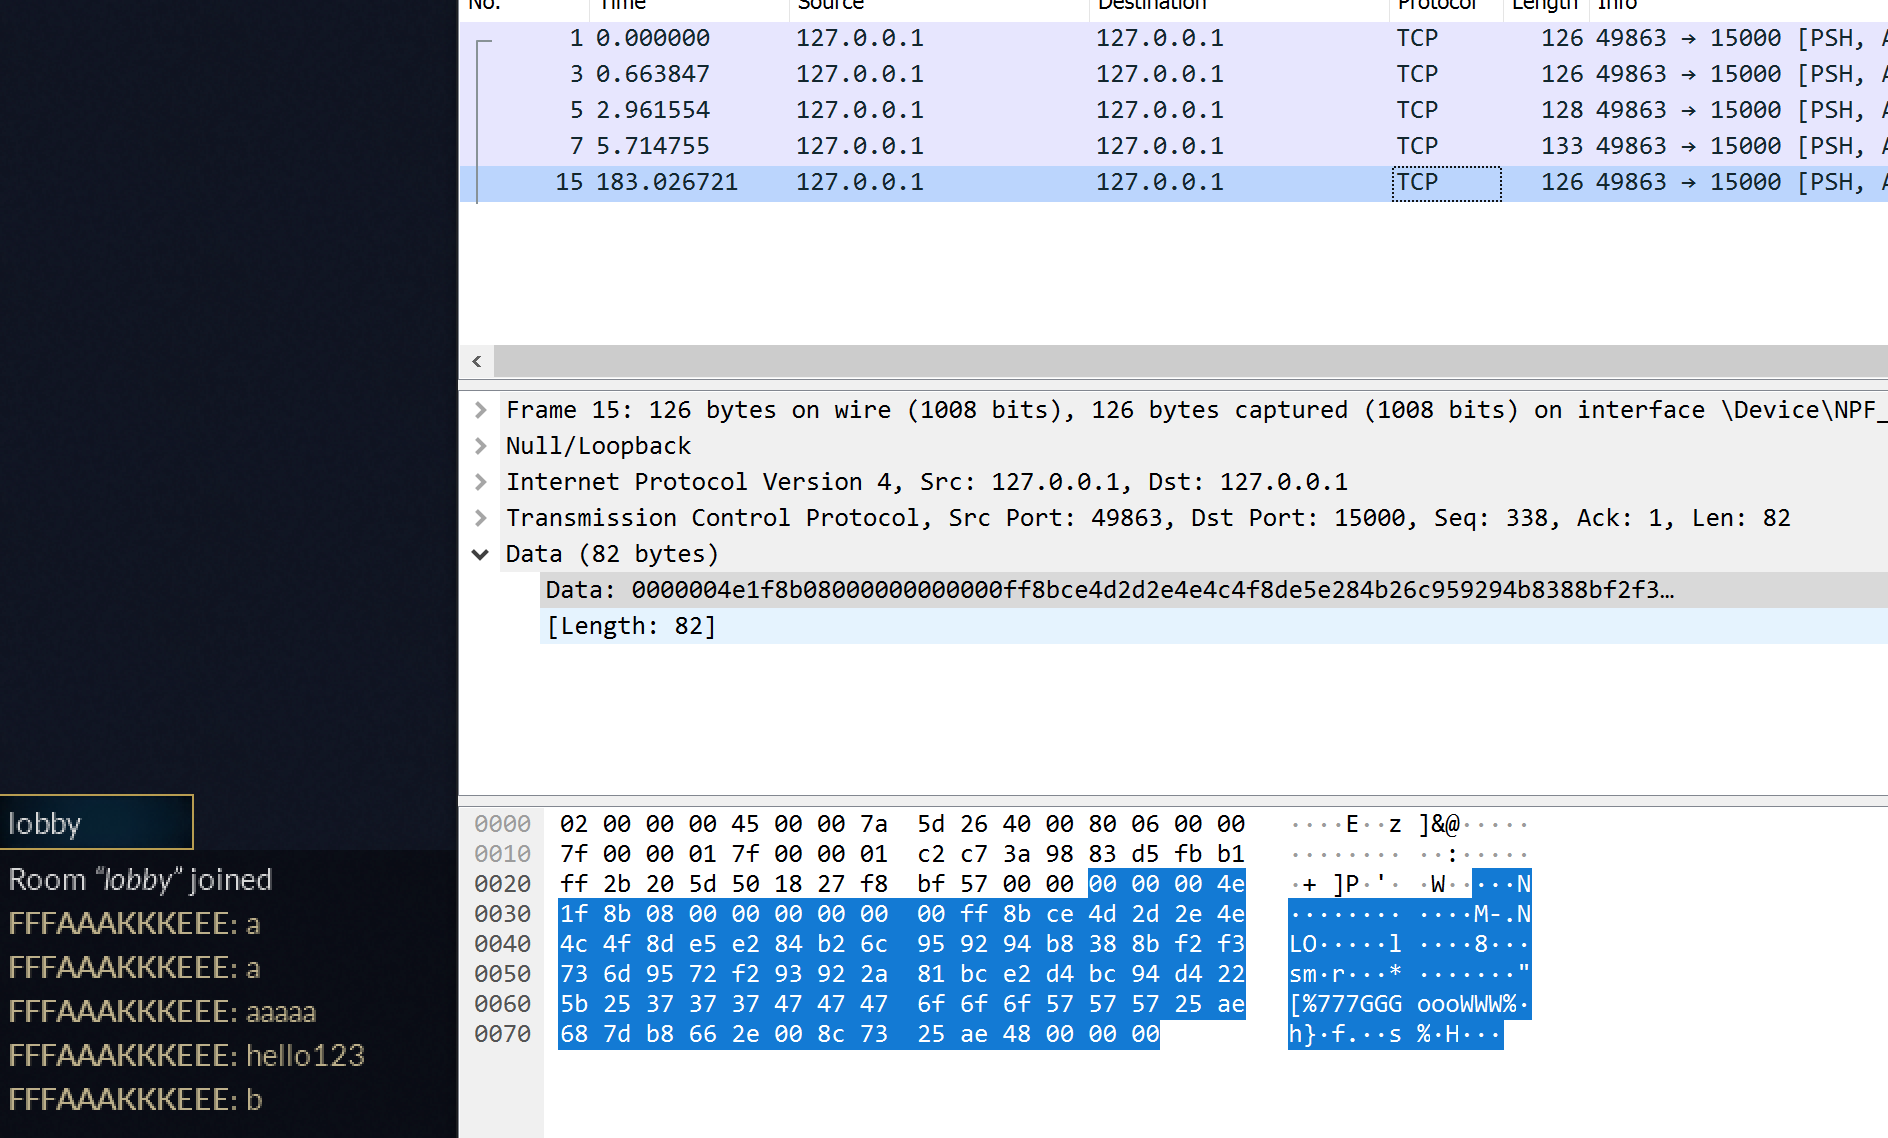 No. Time Source Destination Protocol Length Info
1 0.000000 127.0.0.1 127.0.0.1 TCP 126 49863 → 15000 [PSH, A
3 0.663847 127.0.0.1 127.0.0.1 TCP 126 49863 → 15000 [PSH, A
5 2.961554 127.0.0.1 127.0.0.1 TCP 128 49863 → 15000 [PSH, A
7 5.714755 127.0.0.1 127.0.0.1 TCP 133 49863 → 15000 [PSH, A
15 183.026721 127.0.0.1 127.0.0.1 TCP 126 49863 → 15000 [PSH, A
Frame 15: 126 bytes on wire (1008 bits), 126 bytes captured (1008 bits) on interface \Device\NPF_
Null/Loopback
Internet Protocol Version 4, Src: 127.0.0.1, Dst: 127.0.0.1
Transmission Control Protocol, Src Port: 49863, Dst Port: 15000, Seq: 338, Ack: 1, Len: 82
Data (82 bytes)
Data: 0000004e1f8b08000000000000ff8bce4d2d2e4e4c4f8de5e284b26c959294b8388bf2f3…
[Length: 82]
0000 02 00 00 00 45 00 00 7a 5d 26 40 00 80 06 00 00 ····E··z ]&@·····
0010 7f 00 00 01 7f 00 00 01 c2 c7 3a 98 83 d5 fb b1 ········ ··:·····
0020 ff 2b 20 5d 50 18 27 f8 bf 57 00 00 00 00 00 4e ·+ ]P·'· ·W·····N
0030 1f 8b 08 00 00 00 00 00 00 ff 8b ce 4d 2d 2e 4e ········ ····M-.N
0040 4c 4f 8d e5 e2 84 b2 6c 95 92 94 b8 38 8b f2 f3 LO·····l ····8···
0050 73 6d 95 72 f2 93 92 2a 81 bc e2 d4 bc 94 d4 22 sm·r···* ·······"
0060 5b 25 37 37 37 47 47 47 6f 6f 6f 57 57 57 25 ae [%777GGG oooWWW%·
0070 68 7d b8 66 2e 00 8c 73 25 ae 48 00 00 00 h}·f.··s %·H···
lobby
Room “lobby” joined
FFFAAAKKKEEE: a
FFFAAAKKKEEE: a
FFFAAAKKKEEE: aaaaa
FFFAAAKKKEEE: hello123
FFFAAAKKKEEE: b